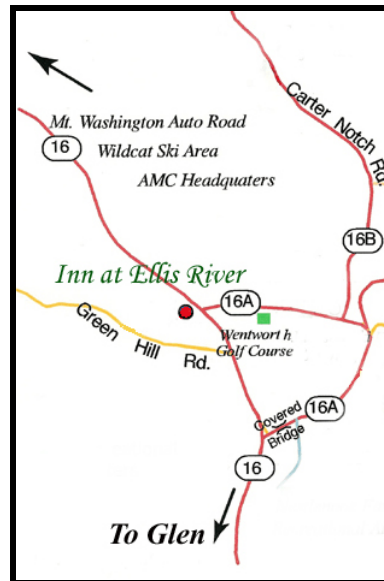 Carter Notch Rd.
Mt. Washington Auto Road
16
Wildcat Ski Area
AMC Headquaters
16B
Inn at Ellis River
16A
Wentworth
Golf Course
Green Hill Rd.
Covered
Bridge
16A
16
To Glen